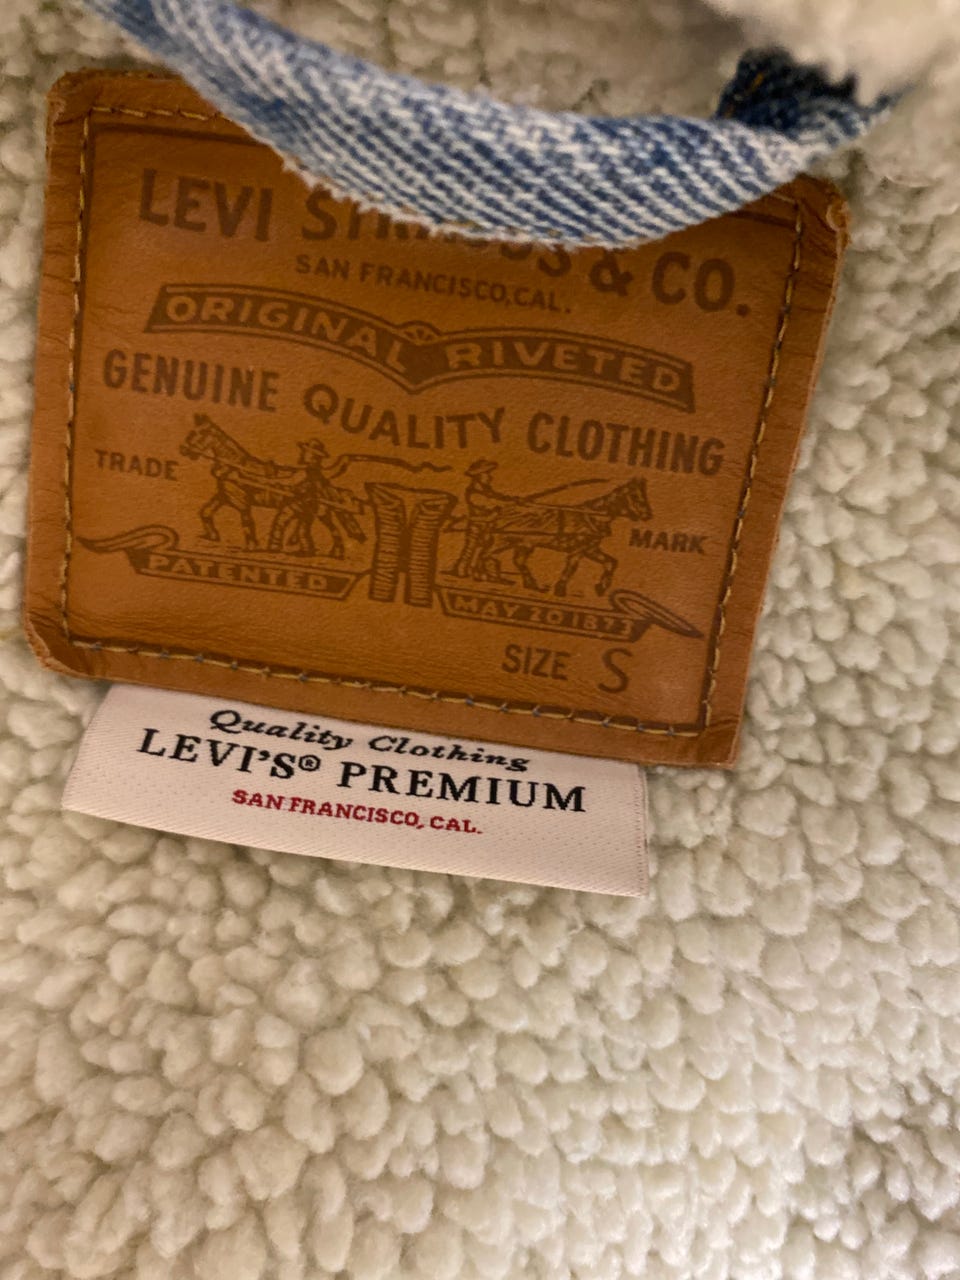 LEVI STRAUSS & CO.
SAN FRANCISCO, CAL.
ORIGINAL RIVETED
GENUINE QUALITY CLOTHING
TRADE MARK
PATENTED MAY 20 1873
SIZE S
Quality Clothing
LEVI'S® PREMIUM
SAN FRANCISCO, CAL.